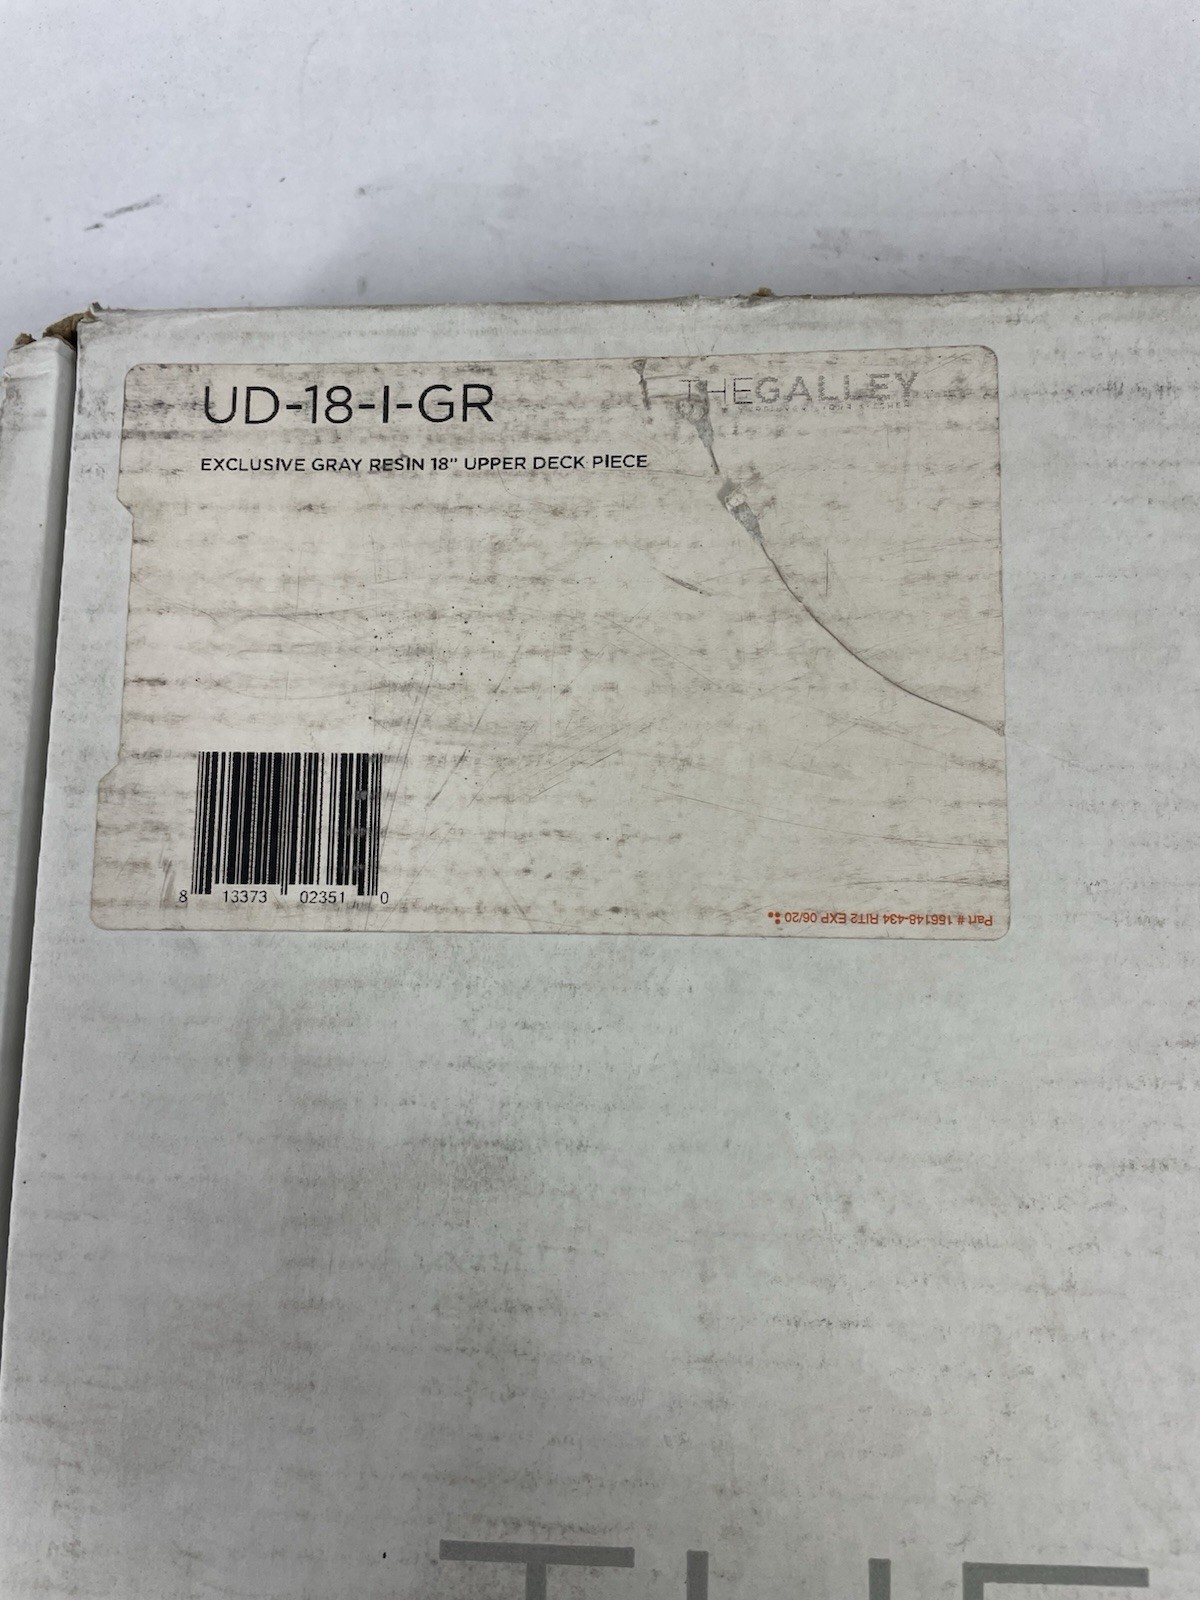 UD-18-I-GR
THEGALLEY
EXCLUSIVE GRAY RESIN 18" UPPER DECK PIECE
8 13373 02351 0
Part # 156148-434 RIT2 EXP 06/20
THE